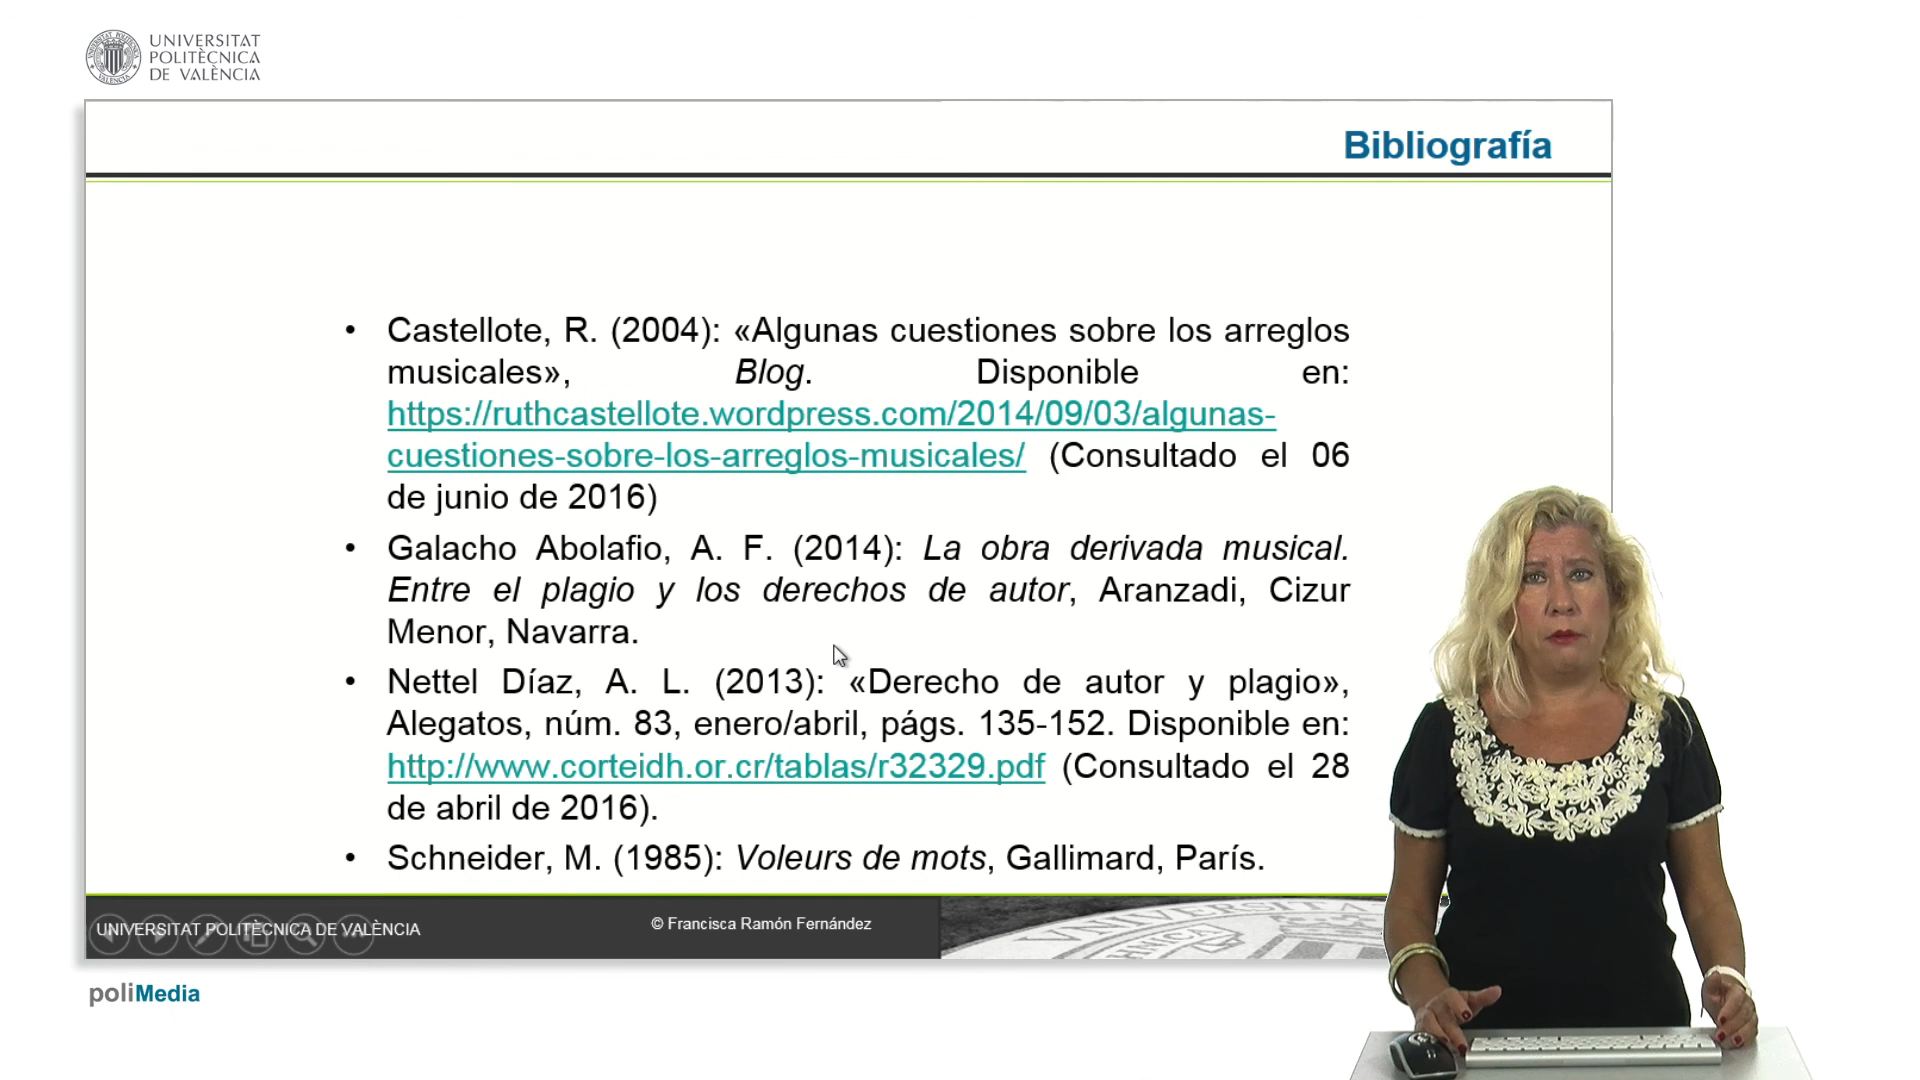 UNIVERSITAT
POLITÈCNICA
DE VALÈNCIA
Bibliografía
• Castellote, R. (2004): «Algunas cuestiones sobre los arreglos
musicales», Blog. Disponible en:
https://ruthcastellote.wordpress.com/2014/09/03/algunas-
cuestiones-sobre-los-arreglos-musicales/ (Consultado el 06
de junio de 2016)
• Galacho Abolafio, A. F. (2014): La obra derivada musical.
Entre el plagio y los derechos de autor, Aranzadi, Cizur
Menor, Navarra.
• Nettel Díaz, A. L. (2013): «Derecho de autor y plagio»,
Alegatos, núm. 83, enero/abril, págs. 135-152. Disponible en:
http://www.corteidh.or.cr/tablas/r32329.pdf (Consultado el 28
de abril de 2016).
• Schneider, M. (1985): Voleurs de mots, Gallimard, París.
UNIVERSITAT POLITÈCNICA DE VALÈNCIA
© Francisca Ramón Fernández
poliMedia